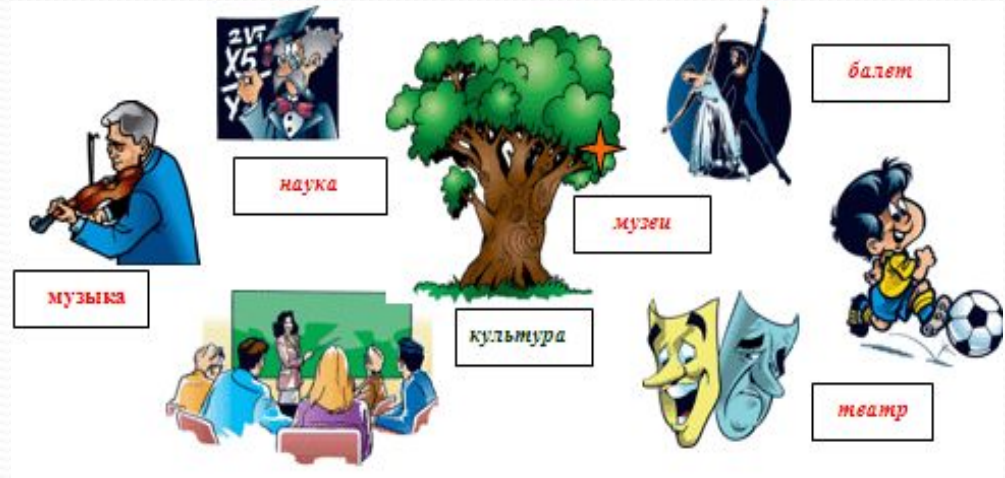 балет
наука
музеи
музыка
культура
театр